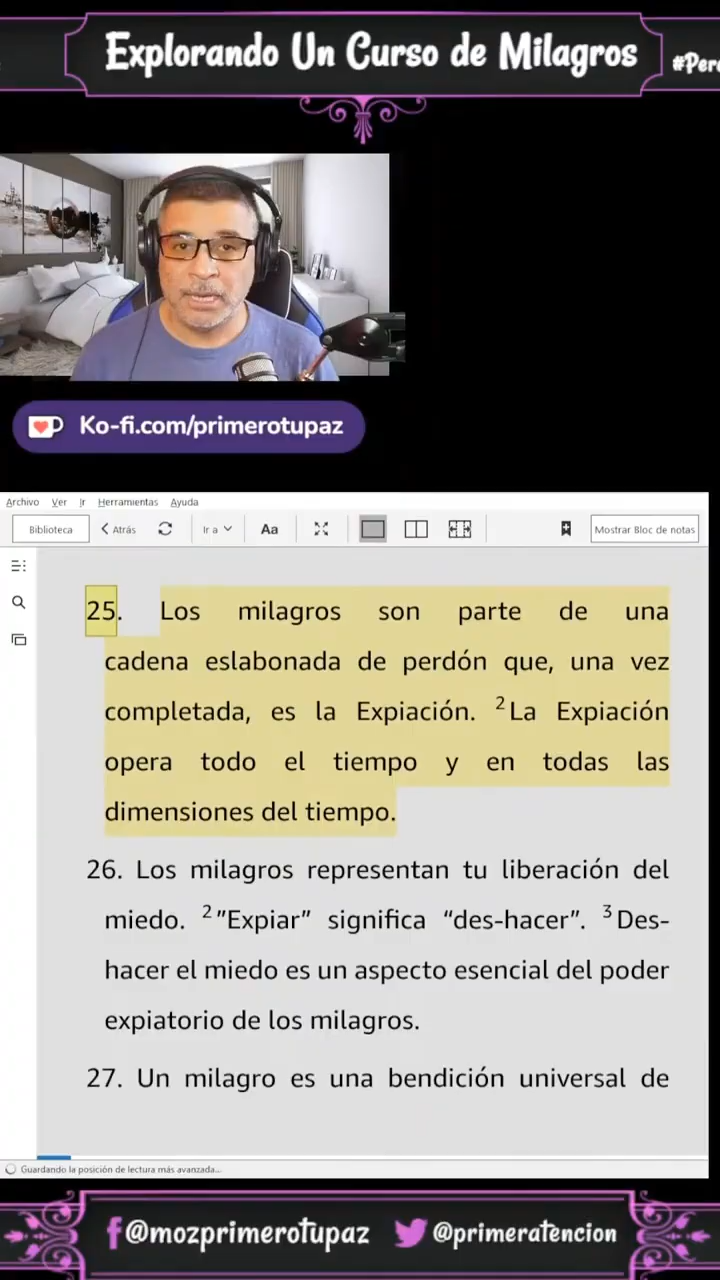 Explorando Un Curso de Milagros
Ko-fi.com/primerotupaz
Archivo Ver Ir Herramientas Ayuda
Biblioteca Atrás Ir a Aa Mostrar Bloc de notas
25. Los milagros son parte de una
cadena eslabonada de perdón que, una vez
completada, es la Expiación. ²La Expiación
opera todo el tiempo y en todas las
dimensiones del tiempo.
26. Los milagros representan tu liberación del
miedo. ²"Expiar" significa “des-hacer”. ³Des-
hacer el miedo es un aspecto esencial del poder
expiatorio de los milagros.
27. Un milagro es una bendición universal de
Guardando la posición de lectura más avanzada...
@mozprimerotupaz @primeratencion